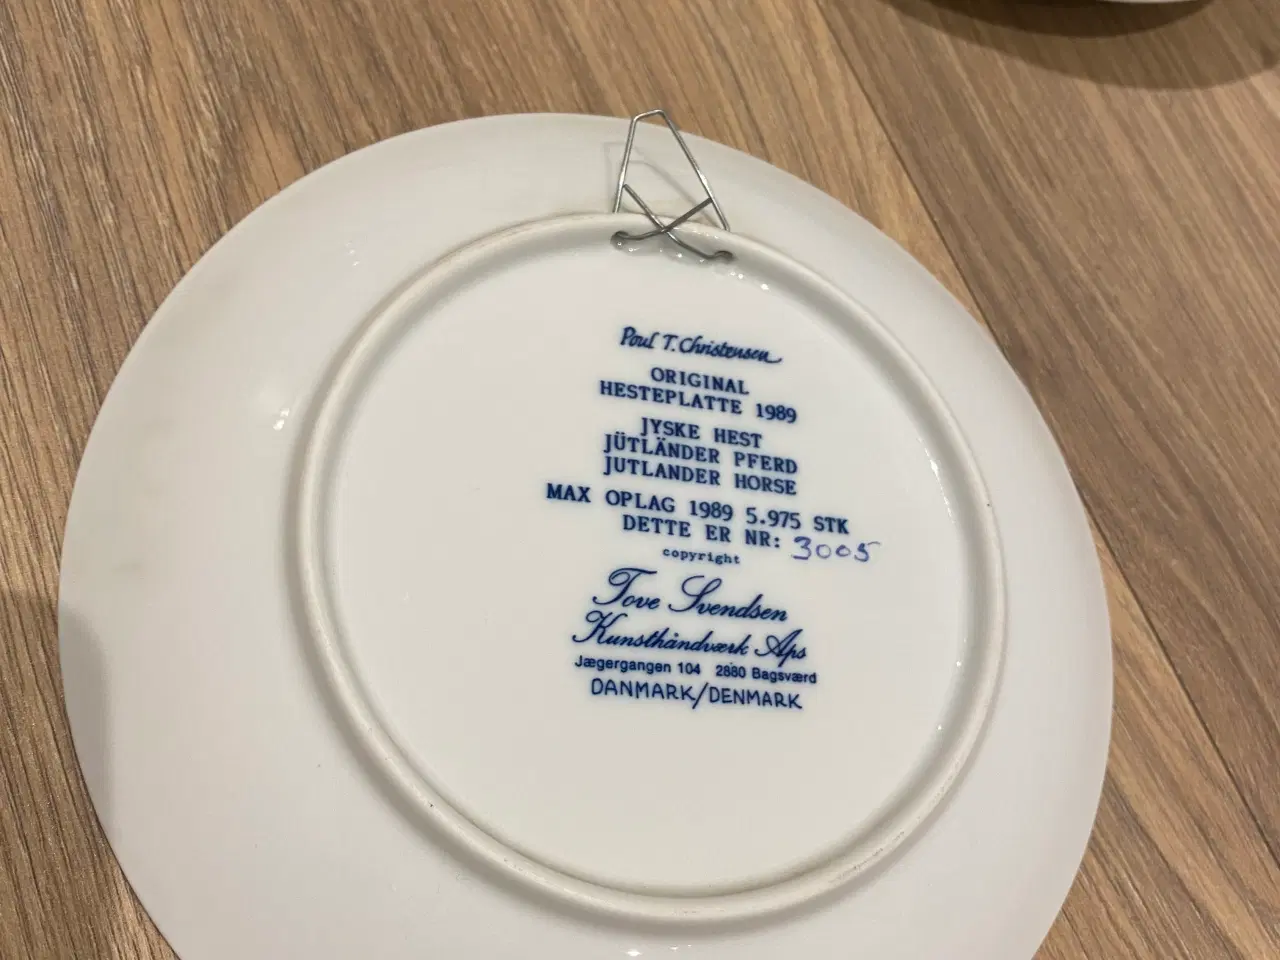 Poul T. Christensen
ORIGINAL
HESTEPLATTE 1989
JYSKE HEST
JÜTLÄNDER PFERD
JUTLANDER HORSE
MAX OPLAG 1989 5.975 STK
DETTE ER NR: 3005
copyright
Tove Svendsen
Kunsthåndværk Aps
Jægergangen 104 2880 Bagsværd
DANMARK/DENMARK